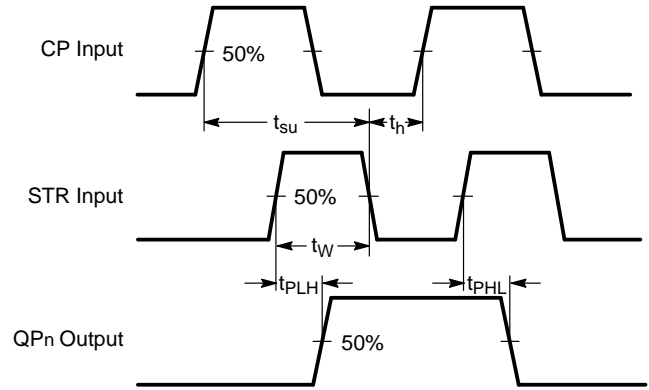 CP Input
50%
tsu
th
STR Input
50%
tW
tPLH
tPHL
QPn Output
50%